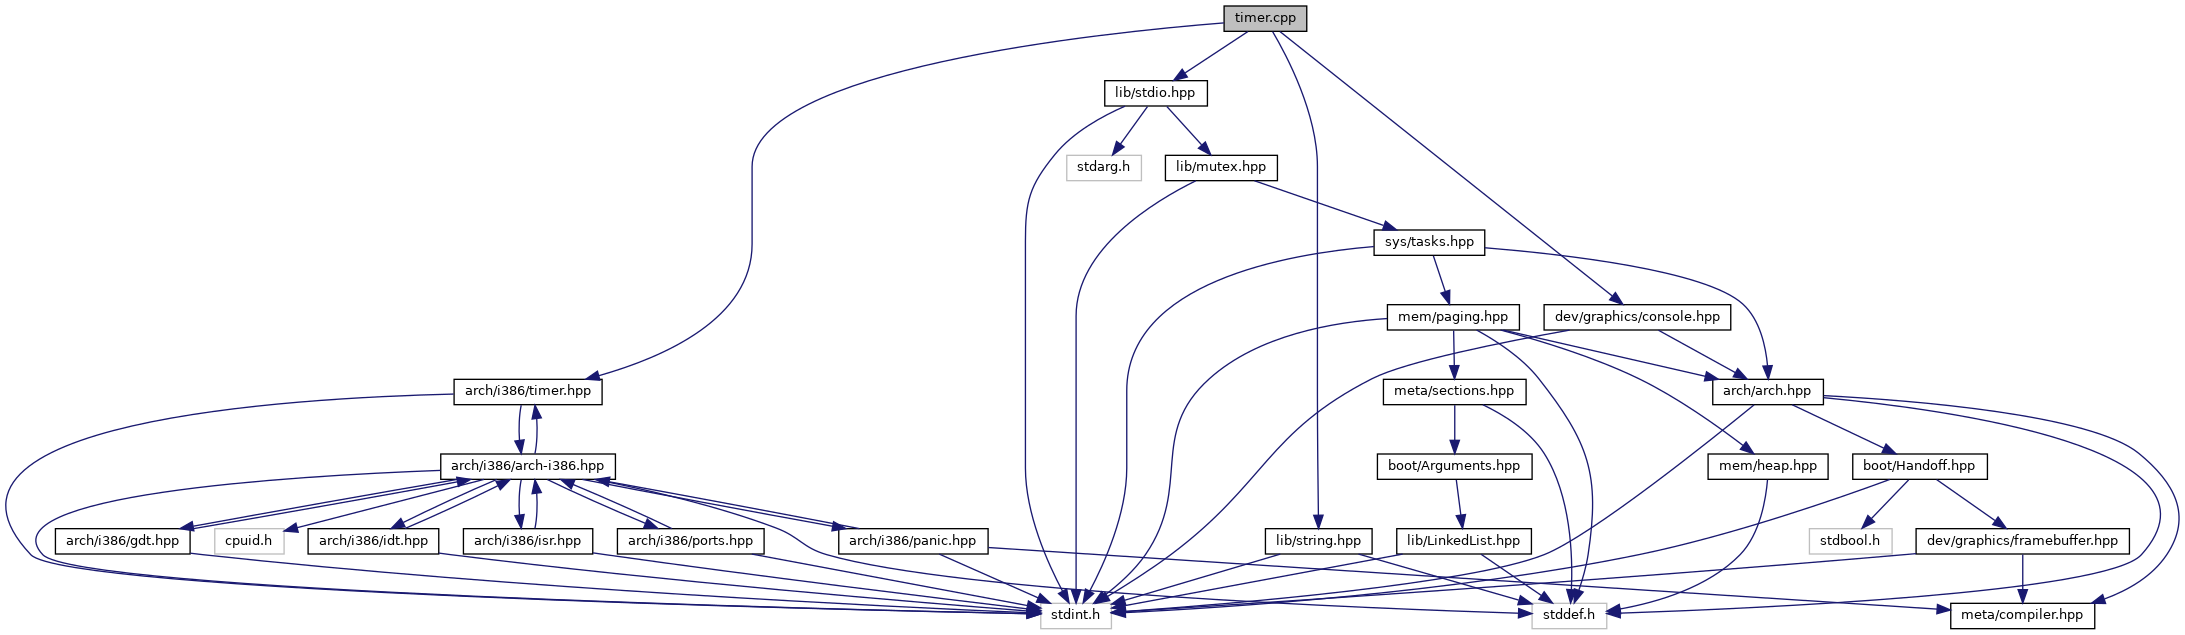 timer.cpp
lib/stdio.hpp
stdarg.h
lib/mutex.hpp
sys/tasks.hpp
mem/paging.hpp
dev/graphics/console.hpp
arch/i386/timer.hpp
meta/sections.hpp
arch/arch.hpp
arch/i386/arch-i386.hpp
boot/Arguments.hpp
mem/heap.hpp
boot/Handoff.hpp
arch/i386/gdt.hpp
cpuid.h
arch/i386/idt.hpp
arch/i386/isr.hpp
arch/i386/ports.hpp
arch/i386/panic.hpp
lib/string.hpp
lib/LinkedList.hpp
stdbool.h
dev/graphics/framebuffer.hpp
stdint.h
stddef.h
meta/compiler.hpp